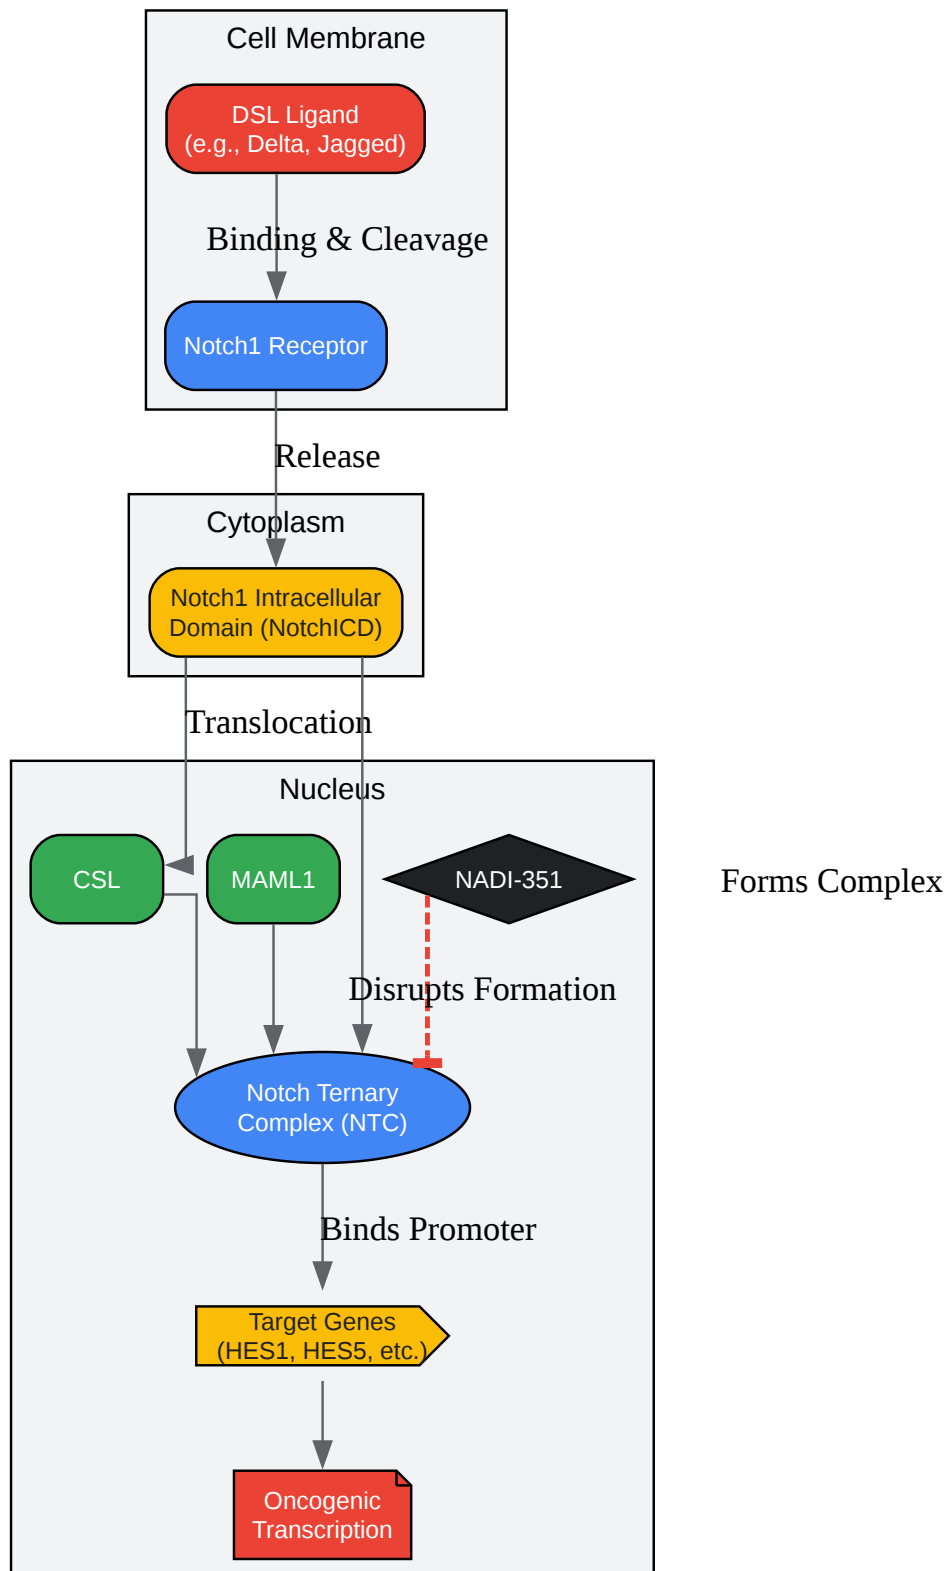 Cell Membrane
DSL Ligand
(e.g., Delta, Jagged)
Binding & Cleavage
Notch1 Receptor
Release
Cytoplasm
Notch1 Intracellular
Domain (NotchICD)
Translocation
Nucleus
CSL
MAML1
NADI-351
Forms Complex
Disrupts Formation
Notch Ternary
Complex (NTC)
Binds Promoter
Target Genes
(HES1, HES5, etc.)
Oncogenic
Transcription